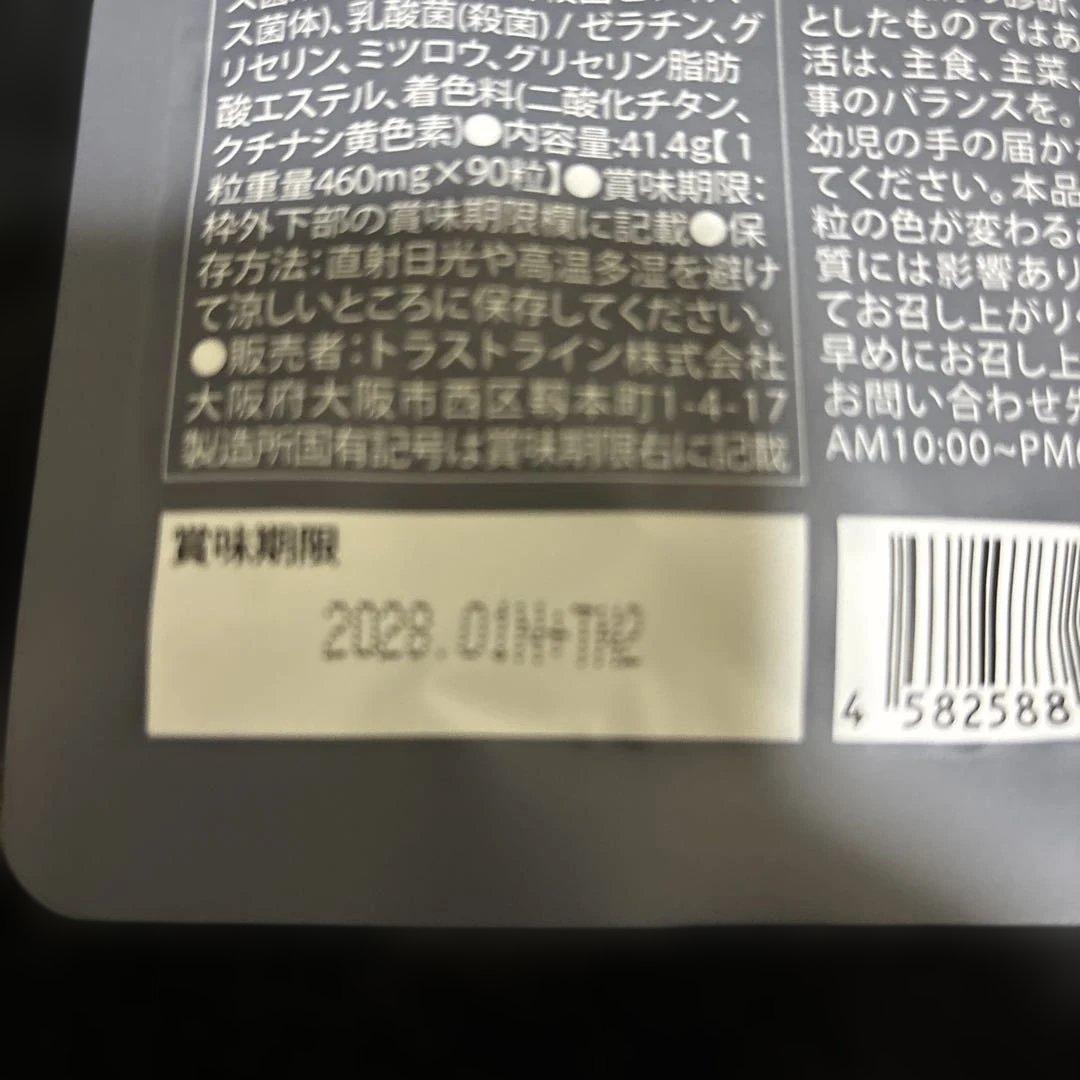 ス菌体)、乳酸菌(殺菌) / ゼラチン、グ
リセリン、ミツロウ、グリセリン脂肪
酸エステル、着色料(二酸化チタン、
クチナシ黄色素)●内容量:41.4g【1
粒重量460mg×90粒】●賞味期限:
枠外下部の賞味期限欄に記載●保
存方法:直射日光や高温多湿を避け
て涼しいところに保存してください。
●販売者:トラストライン株式会社
大阪府大阪市西区靱本町1-4-17
製造所固有記号は賞味期限右に記載
賞味期限
2028.01
としたものではあ
活は、主食、主菜、
事のバランスを。
幼児の手の届か
てください。本品
粒の色が変わる
質には影響あり
てお召し上がり
早めにお召し上
お問い合わせ先
AM10:00~PM
4 582588